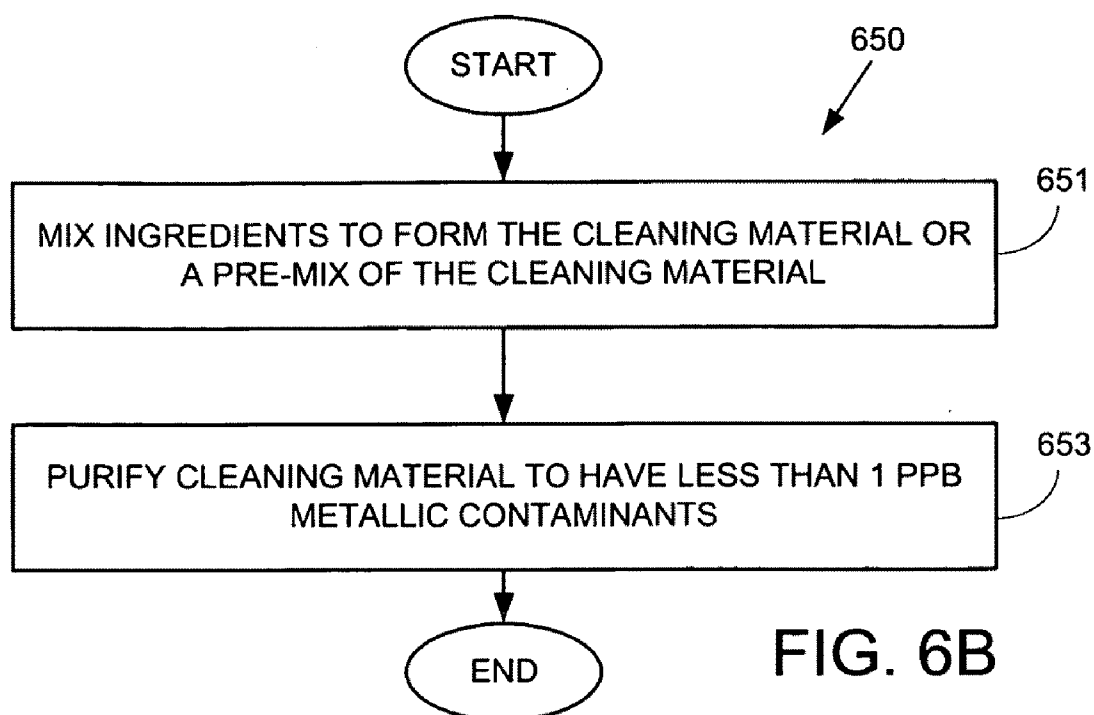 START
650
651
MIX INGREDIENTS TO FORM THE CLEANING MATERIAL OR
A PRE-MIX OF THE CLEANING MATERIAL
653
PURIFY CLEANING MATERIAL TO HAVE LESS THAN 1 PPB
METALLIC CONTAMINANTS
END
FIG. 6B